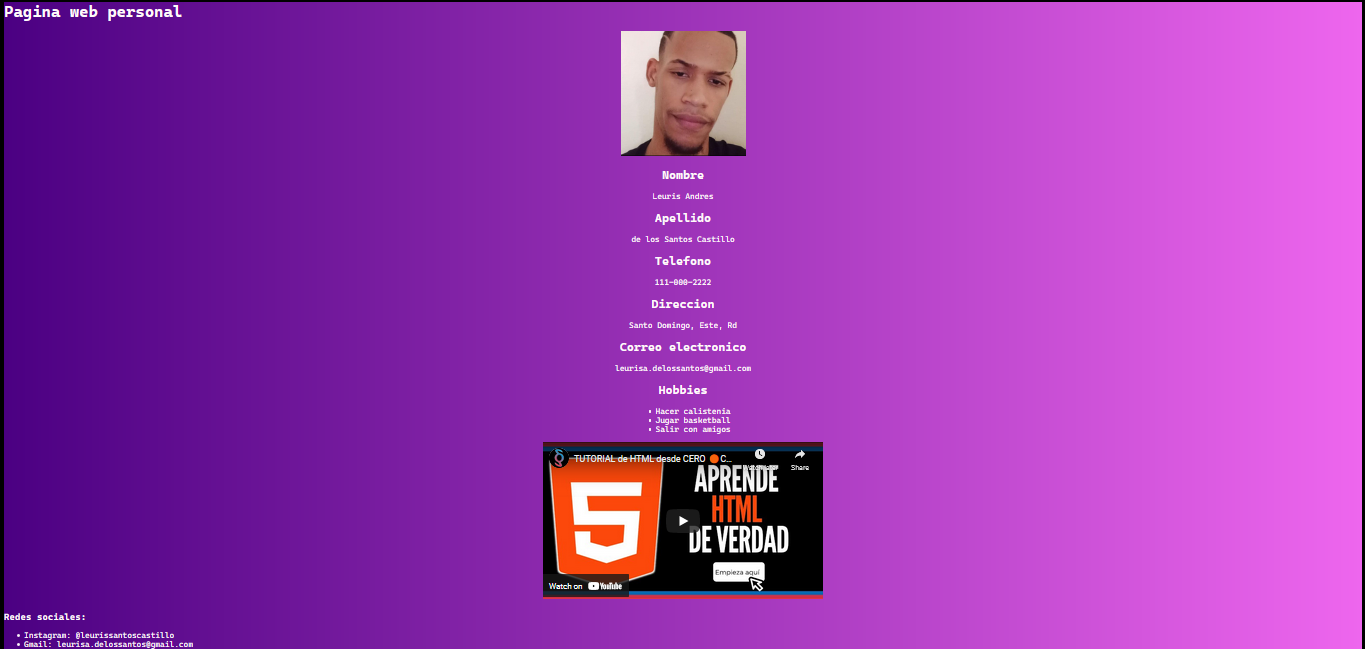 Pagina web personal
Nombre
Leuris Andres
Apellido
de los Santos Castillo
Telefono
111-000-2222
Direccion
Santo Domingo, Este, Rd
Correo electronico
leurisa.delossantos@gmail.com
Hobbies
• Hacer calistenia
• Jugar basketball
• Salir con amigos
TUTORIAL de HTML desde CERO C...
Share
APRENDE
HTML
DE VERDAD
5
Empieza aquí
Watch on YouTube
Redes sociales:
• Instagram: @leurissantoscastillo
• Gmail: leurisa.delossantos@gmail.com